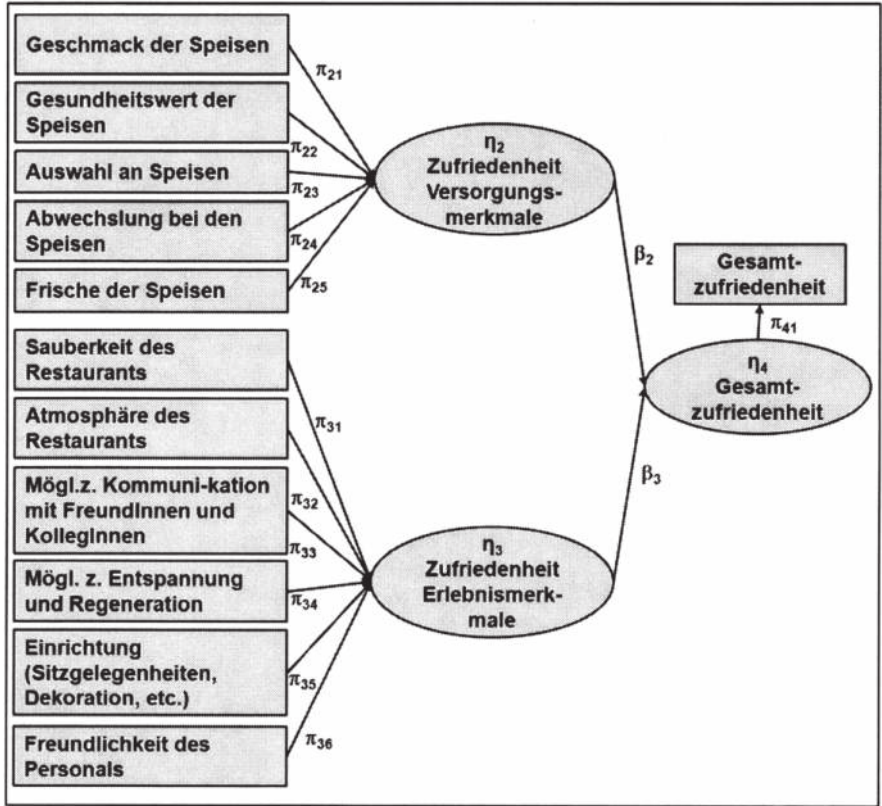 Geschmack der Speisen
π21
Gesundheitswert der
Speisen
π22
Auswahl an Speisen
π23
Abwechslung bei den
Speisen
π24
Frische der Speisen
π25
η2
Zufriedenheit
Versorgungs-
merkmale
β2
Gesamt-
zufriedenheit
π41
η4
Gesamt-
zufriedenheit
Sauberkeit des
Restaurants
π31
Atmosphäre des
Restaurants
π32
Mögl.z. Kommuni-kation
mit FreundInnen und
KollegInnen
π33
Mögl. z. Entspannung
und Regeneration
π34
Einrichtung
(Sitzgelegenheiten,
Dekoration, etc.)
π35
Freundlichkeit des
Personals
π36
η3
Zufriedenheit
Erlebnismerk-
male
β3